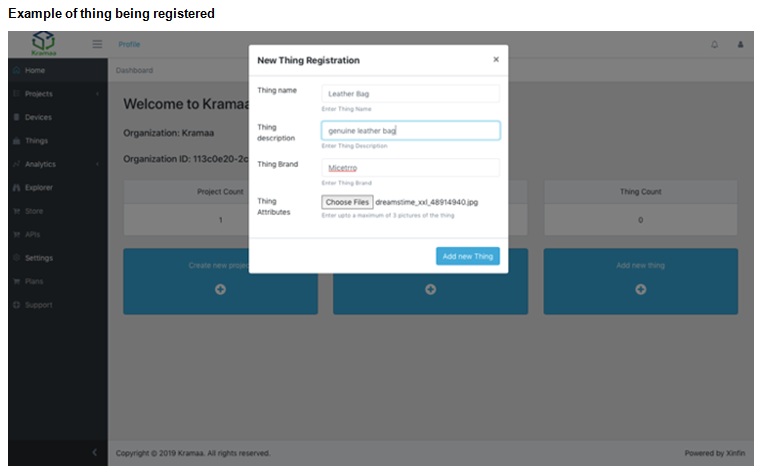 Example of thing being registered
Kramaa
Profile
Home
Dashboard
Projects
Devices
Things
Analytics
Explorer
Store
APIs
Settings
Plans
Support
Welcome to Kramaa
Organization: Kramaa
Organization ID: 113c0e20-2c
Project Count
1
Thing Count
0
Create new proje
Add new thing
New Thing Registration
×
Thing name
Leather Bag
Enter Thing Name
Thing
description
genuine leather bag
Enter Thing Description
Thing Brand
Micetrro
Enter Thing Brand
Thing
Attributes
Choose Files dreamstime_xxl_48914940.jpg
Enter upto a maximum of 3 pictures of the thing
Add new Thing
Copyright © 2019 Kramaa. All rights reserved.
Powered by Xinfin